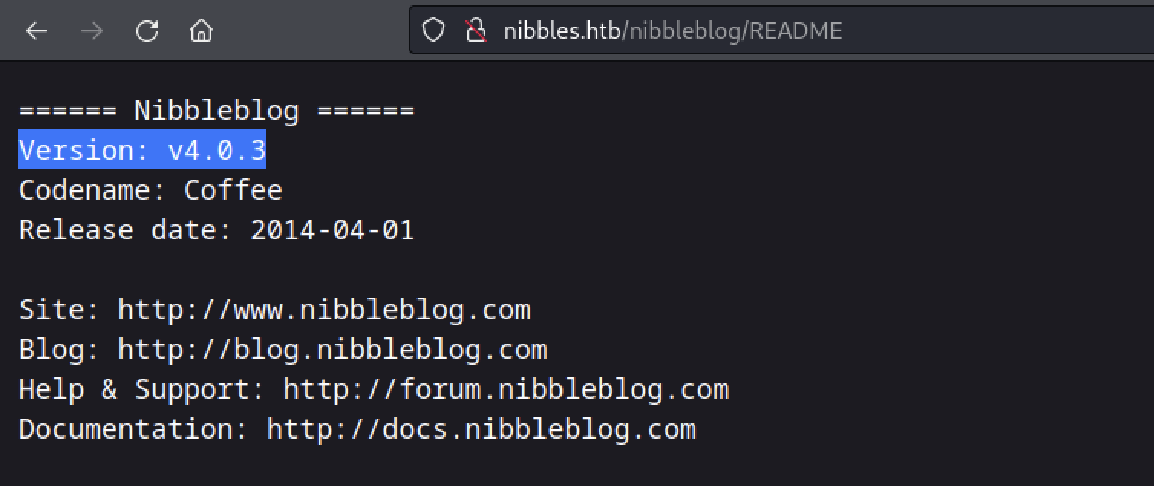 nibbles.htb/nibbleblog/README
====== Nibbleblog ======
Version: v4.0.3
Codename: Coffee
Release date: 2014-04-01
Site: http://www.nibbleblog.com
Blog: http://blog.nibbleblog.com
Help & Support: http://forum.nibbleblog.com
Documentation: http://docs.nibbleblog.com